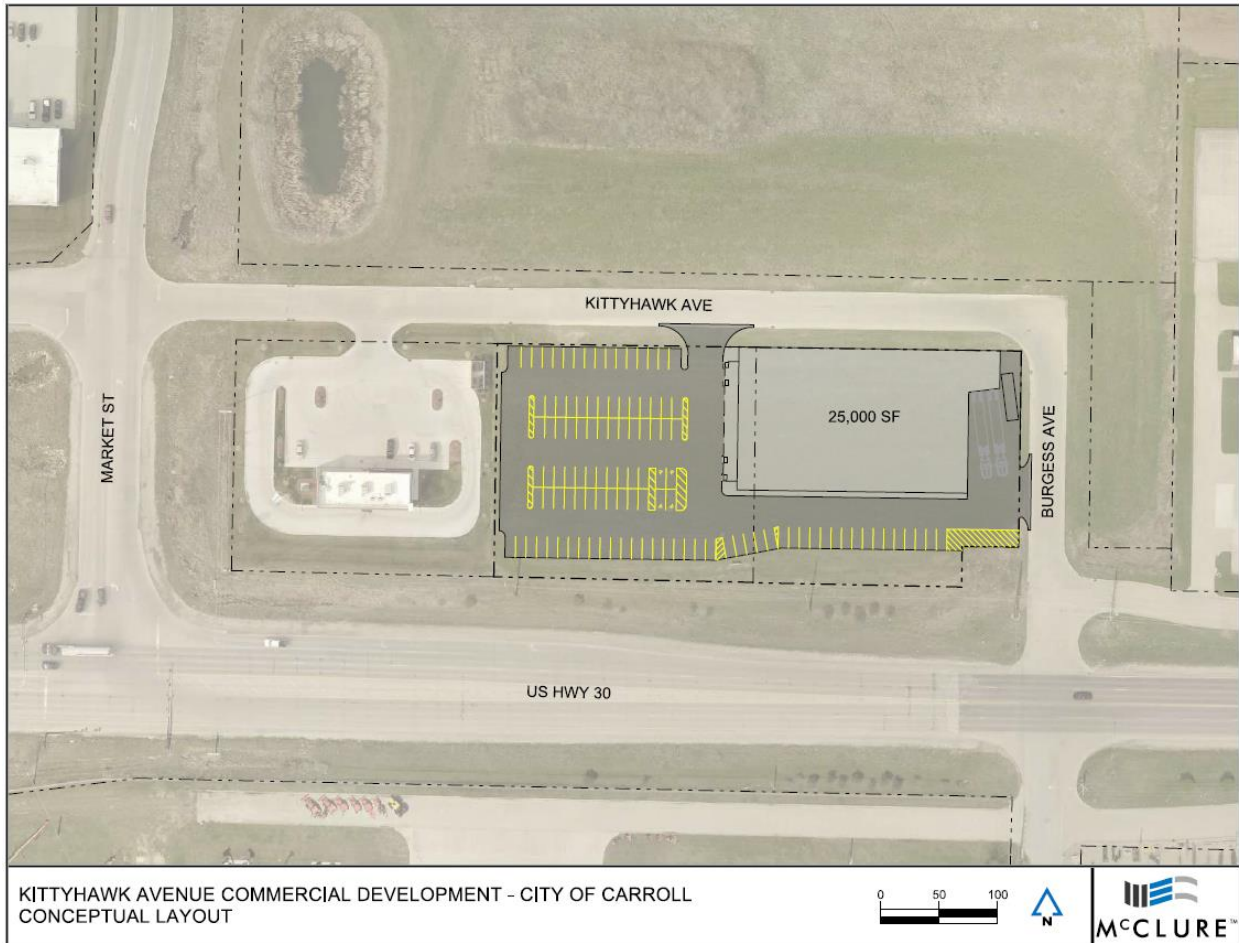 KITTYHAWK AVE
MARKET ST
25,000 SF
BURGESS AVE
US HWY 30
KITTYHAWK AVENUE COMMERCIAL DEVELOPMENT - CITY OF CARROLL
CONCEPTUAL LAYOUT
0 50 100
N
McCLURE™